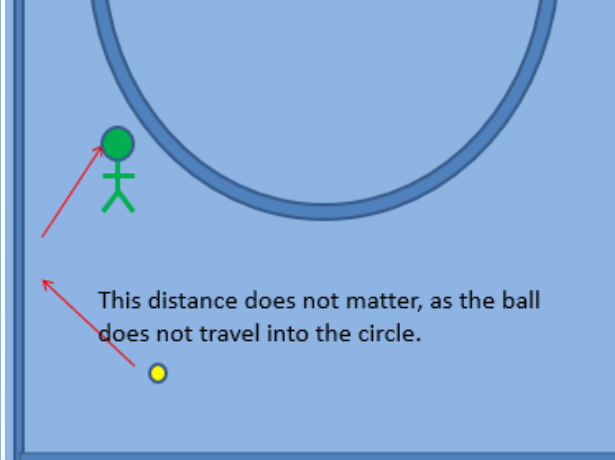 This distance does not matter, as the ball
does not travel into the circle.